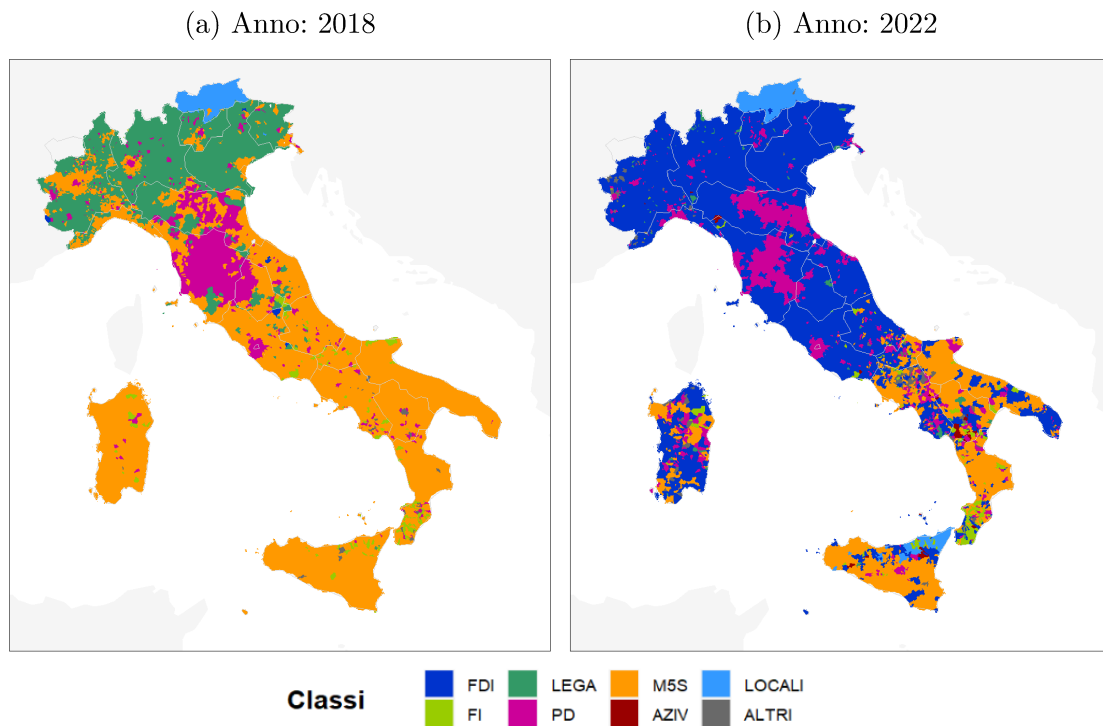 (a) Anno: 2018
(b) Anno: 2022
Classi
FDI LEGA M5S LOCALI
FI PD AZIV ALTRI